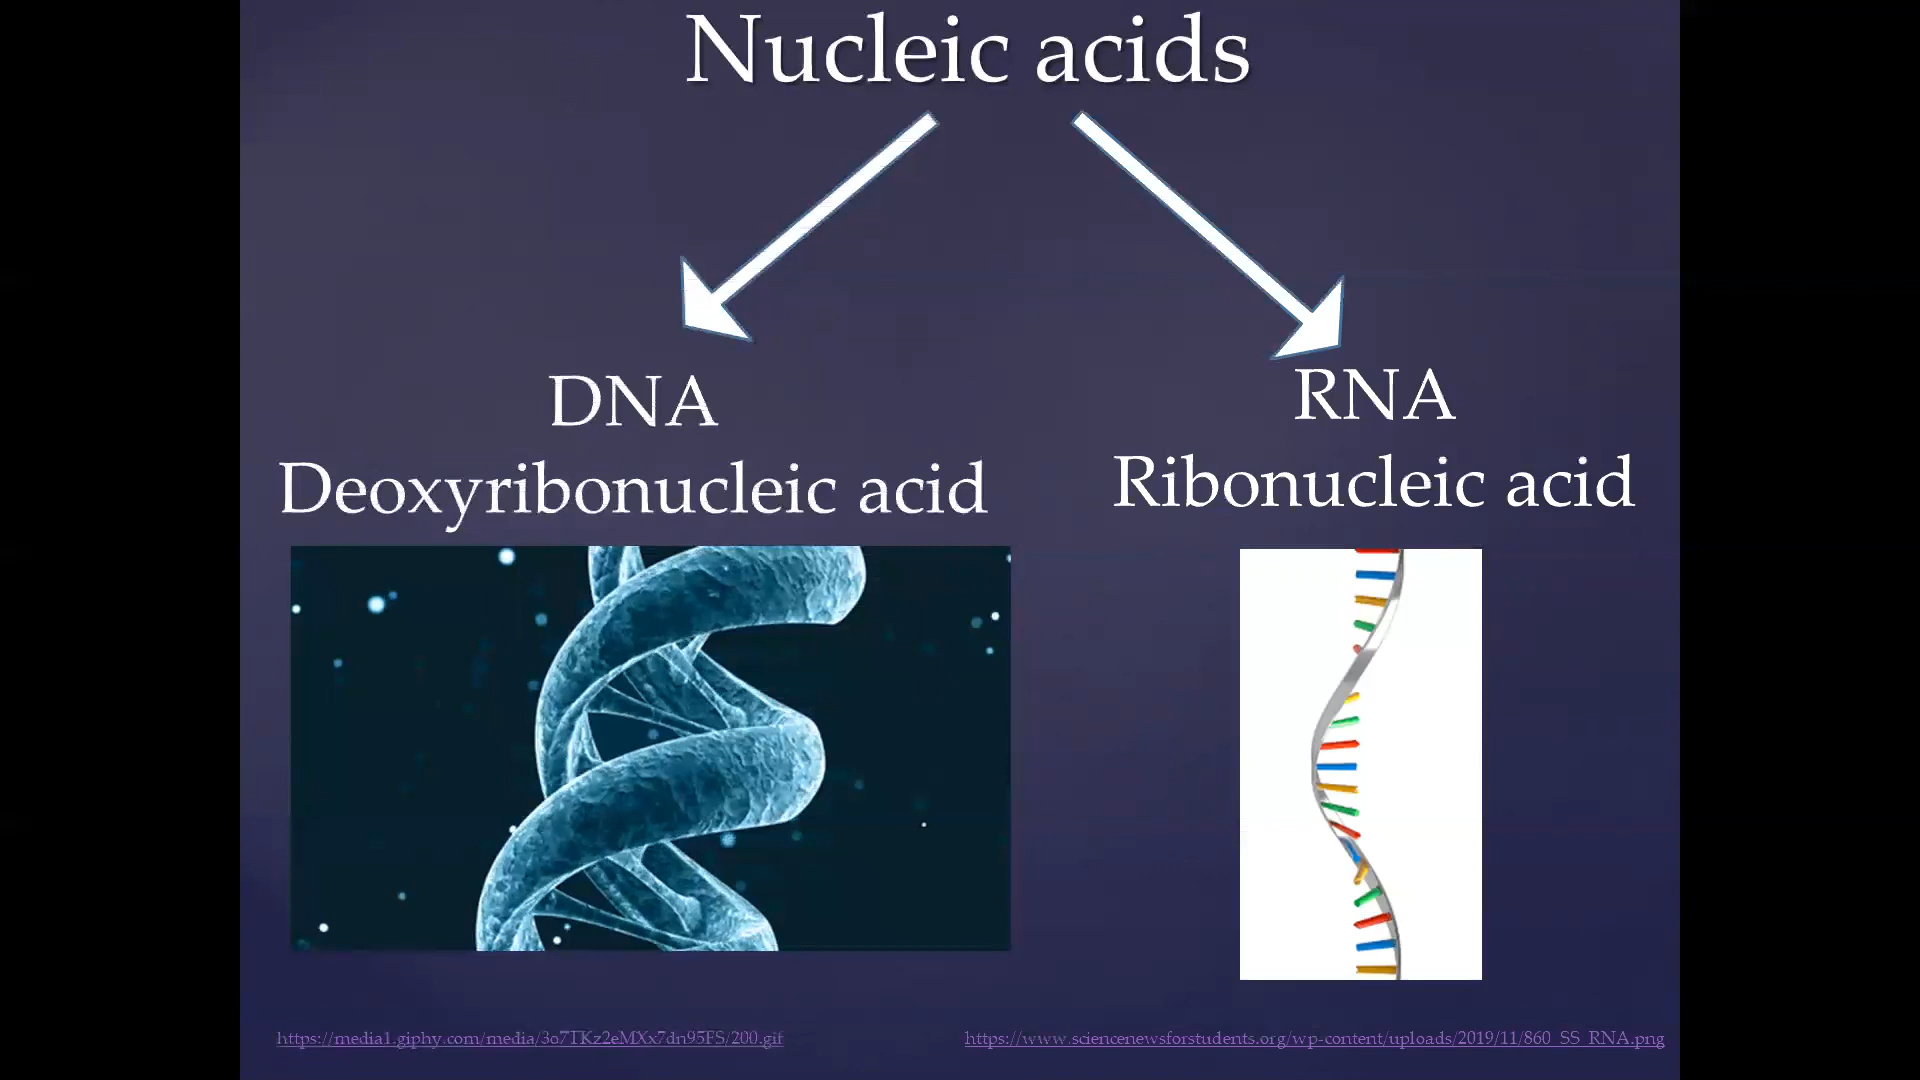 Nucleic acids
DNA
Deoxyribonucleic acid
RNA
Ribonucleic acid
https://media1.giphy.com/media/3o7TKz2eMXx7dn95FS/200.gif
https://www.sciencenewsforstudents.org/wp-content/uploads/2019/11/860_SS_RNA.png